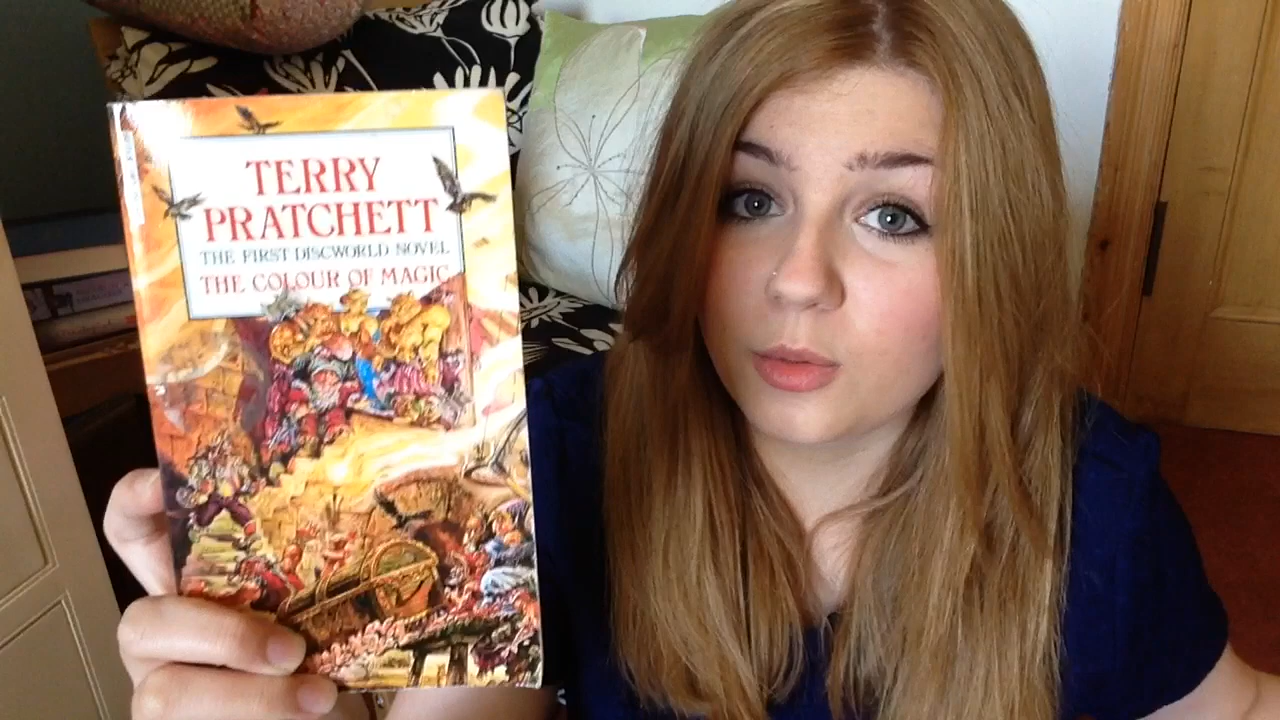 TERRY
PRATCHETT
THE FIRST DISCWORLD NOVEL
THE COLOUR OF MAGIC